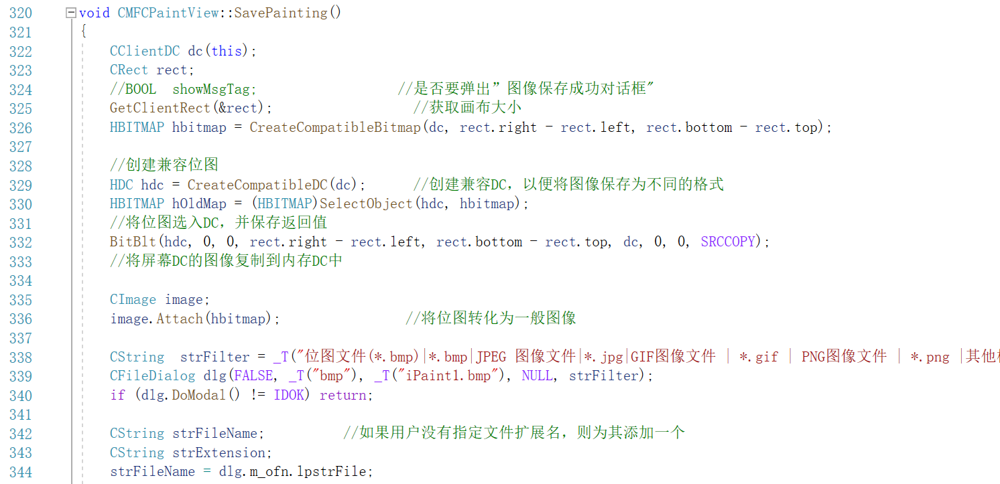 320 void CMFCPaintView::SavePainting()
321 {
322 CClientDC dc(this);
323 CRect rect;
324 //BOOL showMsgTag; //是否要弹出”图像保存成功对话框"
325 GetClientRect(&rect); //获取画布大小
326 HBITMAP hbitmap = CreateCompatibleBitmap(dc, rect.right - rect.left, rect.bottom - rect.top);
327
328 //创建兼容位图
329 HDC hdc = CreateCompatibleDC(dc); //创建兼容DC，以便将图像保存为不同的格式
330 HBITMAP hOldMap = (HBITMAP)SelectObject(hdc, hbitmap);
331 //将位图选入DC，并保存返回值
332 BitBlt(hdc, 0, 0, rect.right - rect.left, rect.bottom - rect.top, dc, 0, 0, SRCCOPY);
333 //将屏幕DC的图像复制到内存DC中
334
335 CImage image;
336 image.Attach(hbitmap); //将位图转化为一般图像
337
338 CString strFilter = _T("位图文件(*.bmp)|*.bmp|JPEG 图像文件|*.jpg|GIF图像文件 | *.gif | PNG图像文件 | *.png |其他
339 CFileDialog dlg(FALSE, _T("bmp"), _T("iPaint1.bmp"), NULL, strFilter);
340 if (dlg.DoModal() != IDOK) return;
341
342 CString strFileName; //如果用户没有指定文件扩展名，则为其添加一个
343 CString strExtension;
344 strFileName = dlg.m_ofn.lpstrFile;